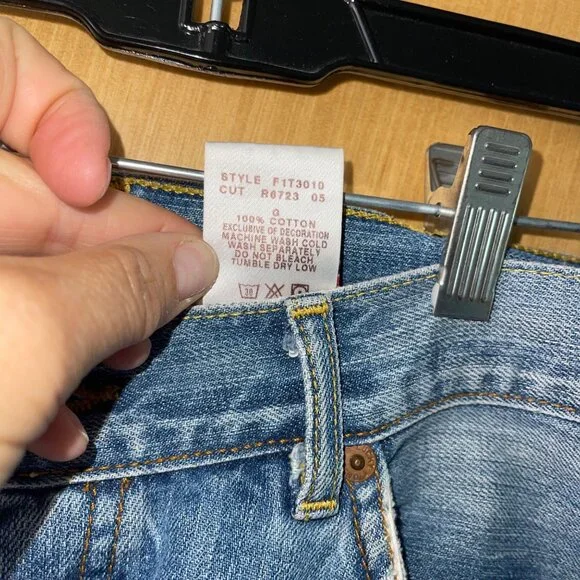 STYLE F1T3010
CUT R6723 05
G
100% COTTON
EXCLUSIVE OF DECORATION
MACHINE WASH COLD
WASH SEPARATELY
DO NOT BLEACH
TUMBLE DRY LOW
30